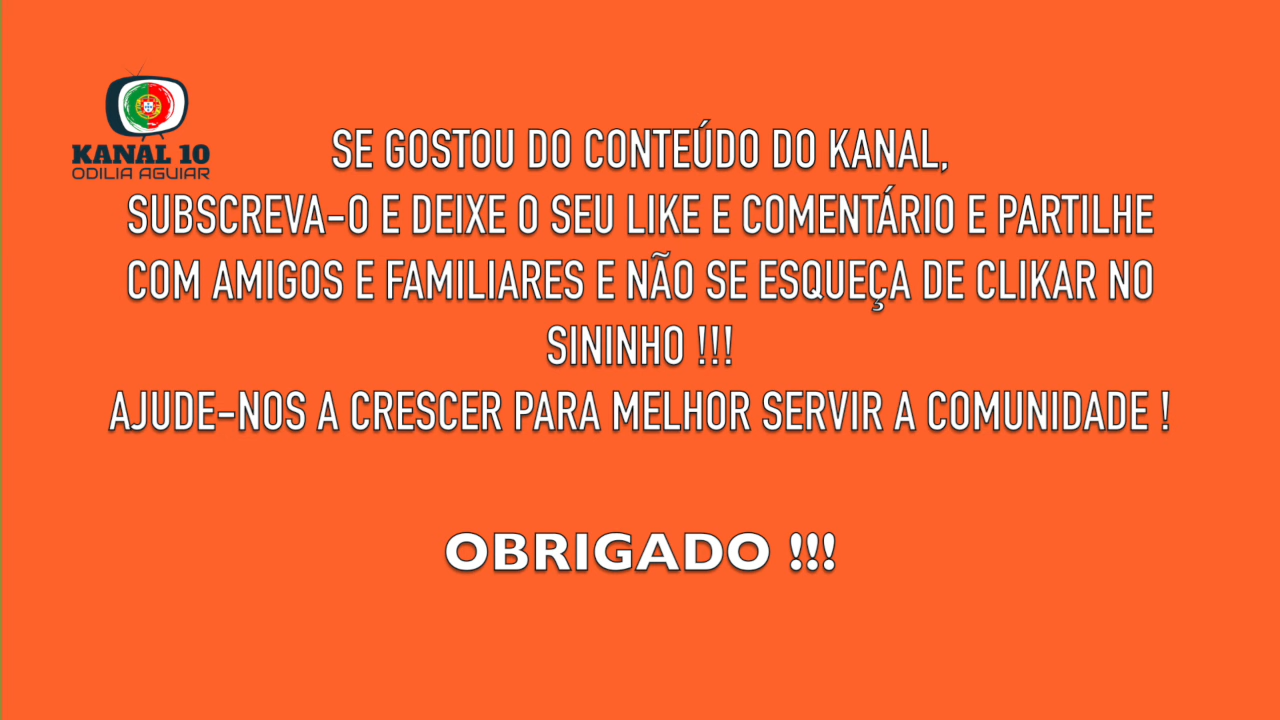 KANAL 10
ODILIA AGUIAR
SE GOSTOU DO CONTEÚDO DO KANAL,
SUBSCREVA-O E DEIXE O SEU LIKE E COMENTÁRIO E PARTILHE
COM AMIGOS E FAMILIARES E NÃO SE ESQUEÇA DE CLIKAR NO
SININHO !!!
AJUDE-NOS A CRESCER PARA MELHOR SERVIR A COMUNIDADE !
OBRIGADO !!!